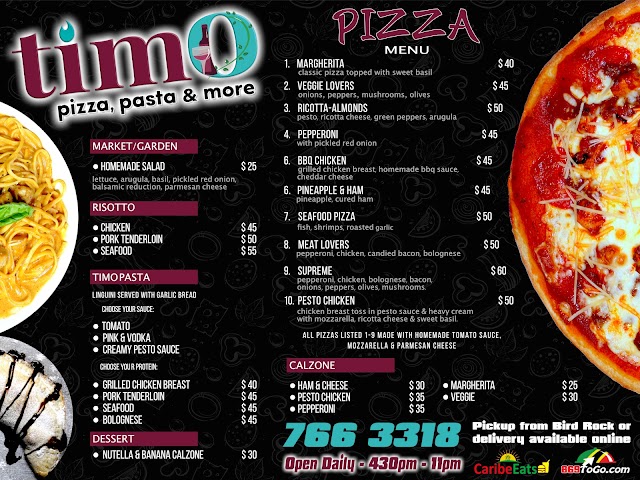 timo
pizza, pasta & more
MARKET/GARDEN
• HOMEMADE SALAD $ 25
lettuce, arugula, basil, pickled red onion,
balsamic reduction, parmesan cheese
RISOTTO
• CHICKEN $ 45
• PORK TENDERLOIN $ 50
• SEAFOOD $ 55
TIMO PASTA
LINGUINI SERVED WITH GARLIC BREAD
CHOOSE YOUR SAUCE:
• TOMATO
• PINK & VODKA
• CREAMY PESTO SAUCE
CHOOSE YOUR PROTEIN:
• GRILLED CHICKEN BREAST $ 40
• PORK TENDERLOIN $ 45
• SEAFOOD $ 45
• BOLOGNESE $ 45
DESSERT
• NUTELLA & BANANA CALZONE $ 30
PIZZA
MENU
1. MARGHERITA $ 40
classic pizza topped with sweet basil
2. VEGGIE LOVERS $ 45
onions, peppers,, mushrooms, olives
3. RICOTTA-ALMONDS $ 50
pesto, ricotta cheese, green peppers, arugula
4. PEPPERONI $ 45
with pickled red onion
6. BBQ CHICKEN $ 45
grilled chicken breast, homemade bbq sauce,
cheddar cheese
6. PINEAPPLE & HAM $ 45
pineapple, cured ham
7. SEAFOOD PIZZA $ 50
fish, shrimps, roasted garlic
8. MEAT LOVERS $ 50
pepperoni, chicken, candied bacon, bolognese
9. SUPREME $ 60
pepperoni, chicken, bolognese, bacon,
onions, peppers, olives, mushrooms.
10. PESTO CHICKEN $ 50
chicken breast toss in pesto sauce & heavy cream
with mozzarella, ricotta cheese & sweet basil.
ALL PIZZAS LISTED 1-9 MADE WITH HOMEMADE TOMATO SAUCE,
MOZZARELLA & PARMESAN CHEESE
CALZONE
• HAM & CHEESE $ 30
• PESTO CHICKEN $ 35
• PEPPERONI $ 35
• MARGHERITA $ 25
• VEGGIE $ 30
766 3318
Open Daily - 430pm - 11pm
Pickup from Bird Rock or
delivery available online
CaribeEats
869ToGo.com